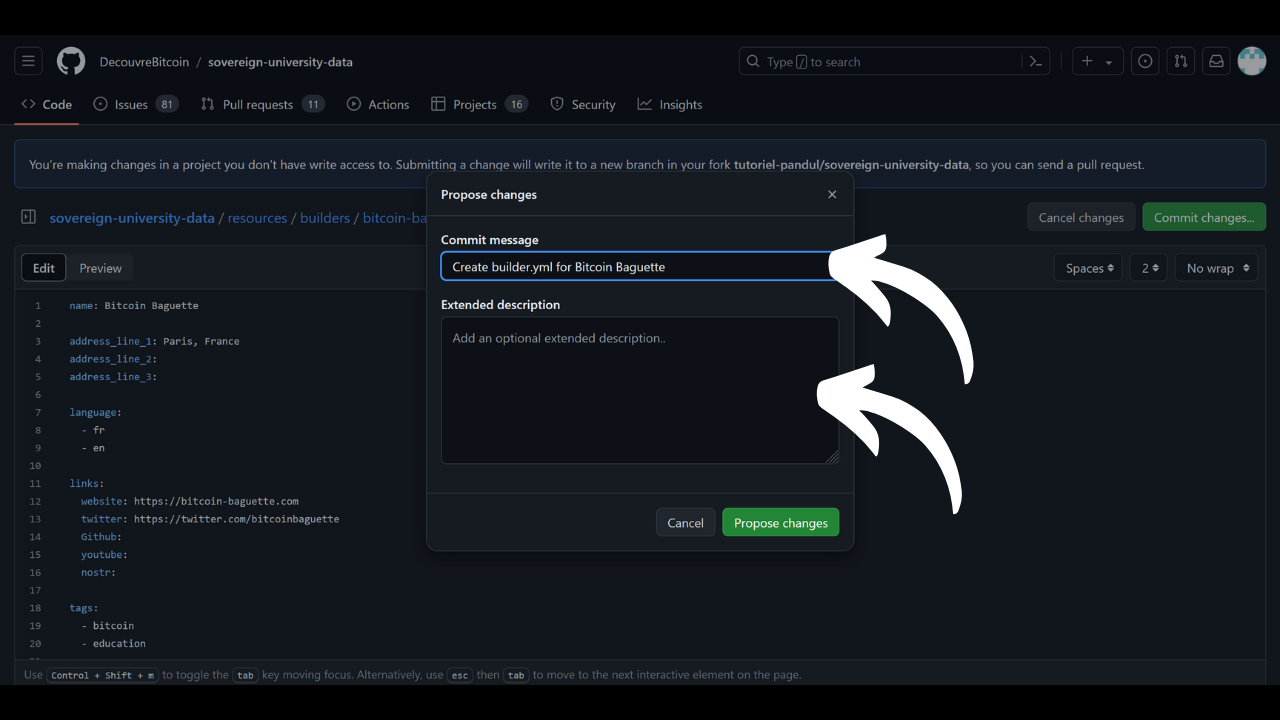 DecouvreBitcoin / sovereign-university-data
Type / to search
Code
Issues 81
Pull requests 11
Actions
Projects 16
Security
Insights
You're making changes in a project you don't have write access to. Submitting a change will write it to a new branch in your fork tutoriel-pandul/sovereign-university-data, so you can send a pull request.
sovereign-university-data / resources / builders / bitcoin-ba
Cancel changes
Commit changes...
Edit
Preview
Spaces
2
No wrap
1 name: Bitcoin Baguette
2
3 address_line_1: Paris, France
4 address_line_2:
5 address_line_3:
6
7 language:
8 - fr
9 - en
10
11 links:
12 website: https://bitcoin-baguette.com
13 twitter: https://twitter.com/bitcoinbaguette
14 Github:
15 youtube:
16 nostr:
17
18 tags:
19 - bitcoin
20 - education
Propose changes
Commit message
Create builder.yml for Bitcoin Baguette
Extended description
Add an optional extended description..
Cancel
Propose changes
Use Control + Shift + m to toggle the tab key moving focus. Alternatively, use esc then tab to move to the next interactive element on the page.